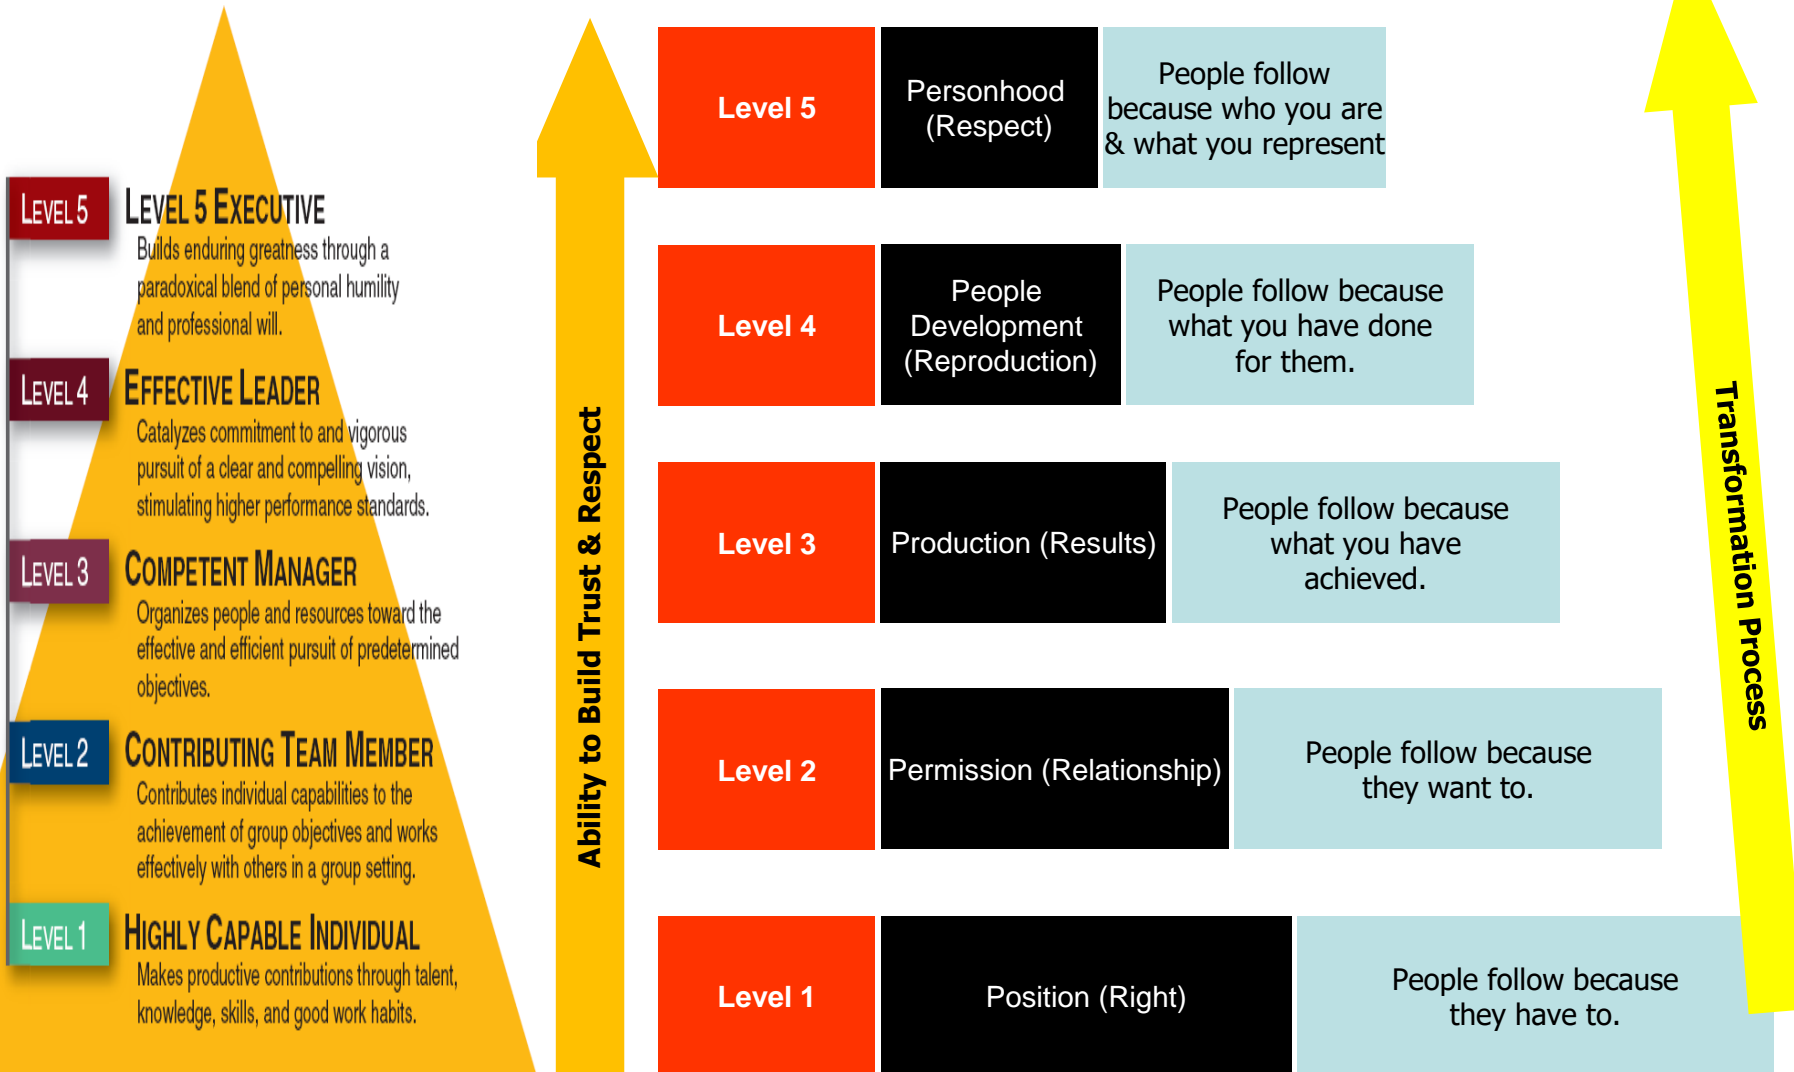 LEVEL 5
LEVEL 5 EXECUTIVE
Builds enduring greatness through a
paradoxical blend of personal humility
and professional will.
LEVEL 4
EFFECTIVE LEADER
Catalyzes commitment to and vigorous
pursuit of a clear and compelling vision,
stimulating higher performance standards.
LEVEL 3
COMPETENT MANAGER
Organizes people and resources toward the
effective and efficient pursuit of predetermined
objectives.
LEVEL 2
CONTRIBUTING TEAM MEMBER
Contributes individual capabilities to the
achievement of group objectives and works
effectively with others in a group setting.
LEVEL 1
HIGHLY CAPABLE INDIVIDUAL
Makes productive contributions through talent,
knowledge, skills, and good work habits.
Ability to Build Trust & Respect
Level 5
Personhood
(Respect)
People follow
because who you are
& what you represent
Level 4
People
Development
(Reproduction)
People follow because
what you have done
for them.
Level 3
Production (Results)
People follow because
what you have
achieved.
Level 2
Permission (Relationship)
People follow because
they want to.
Level 1
Position (Right)
People follow because
they have to.
Transformation Process